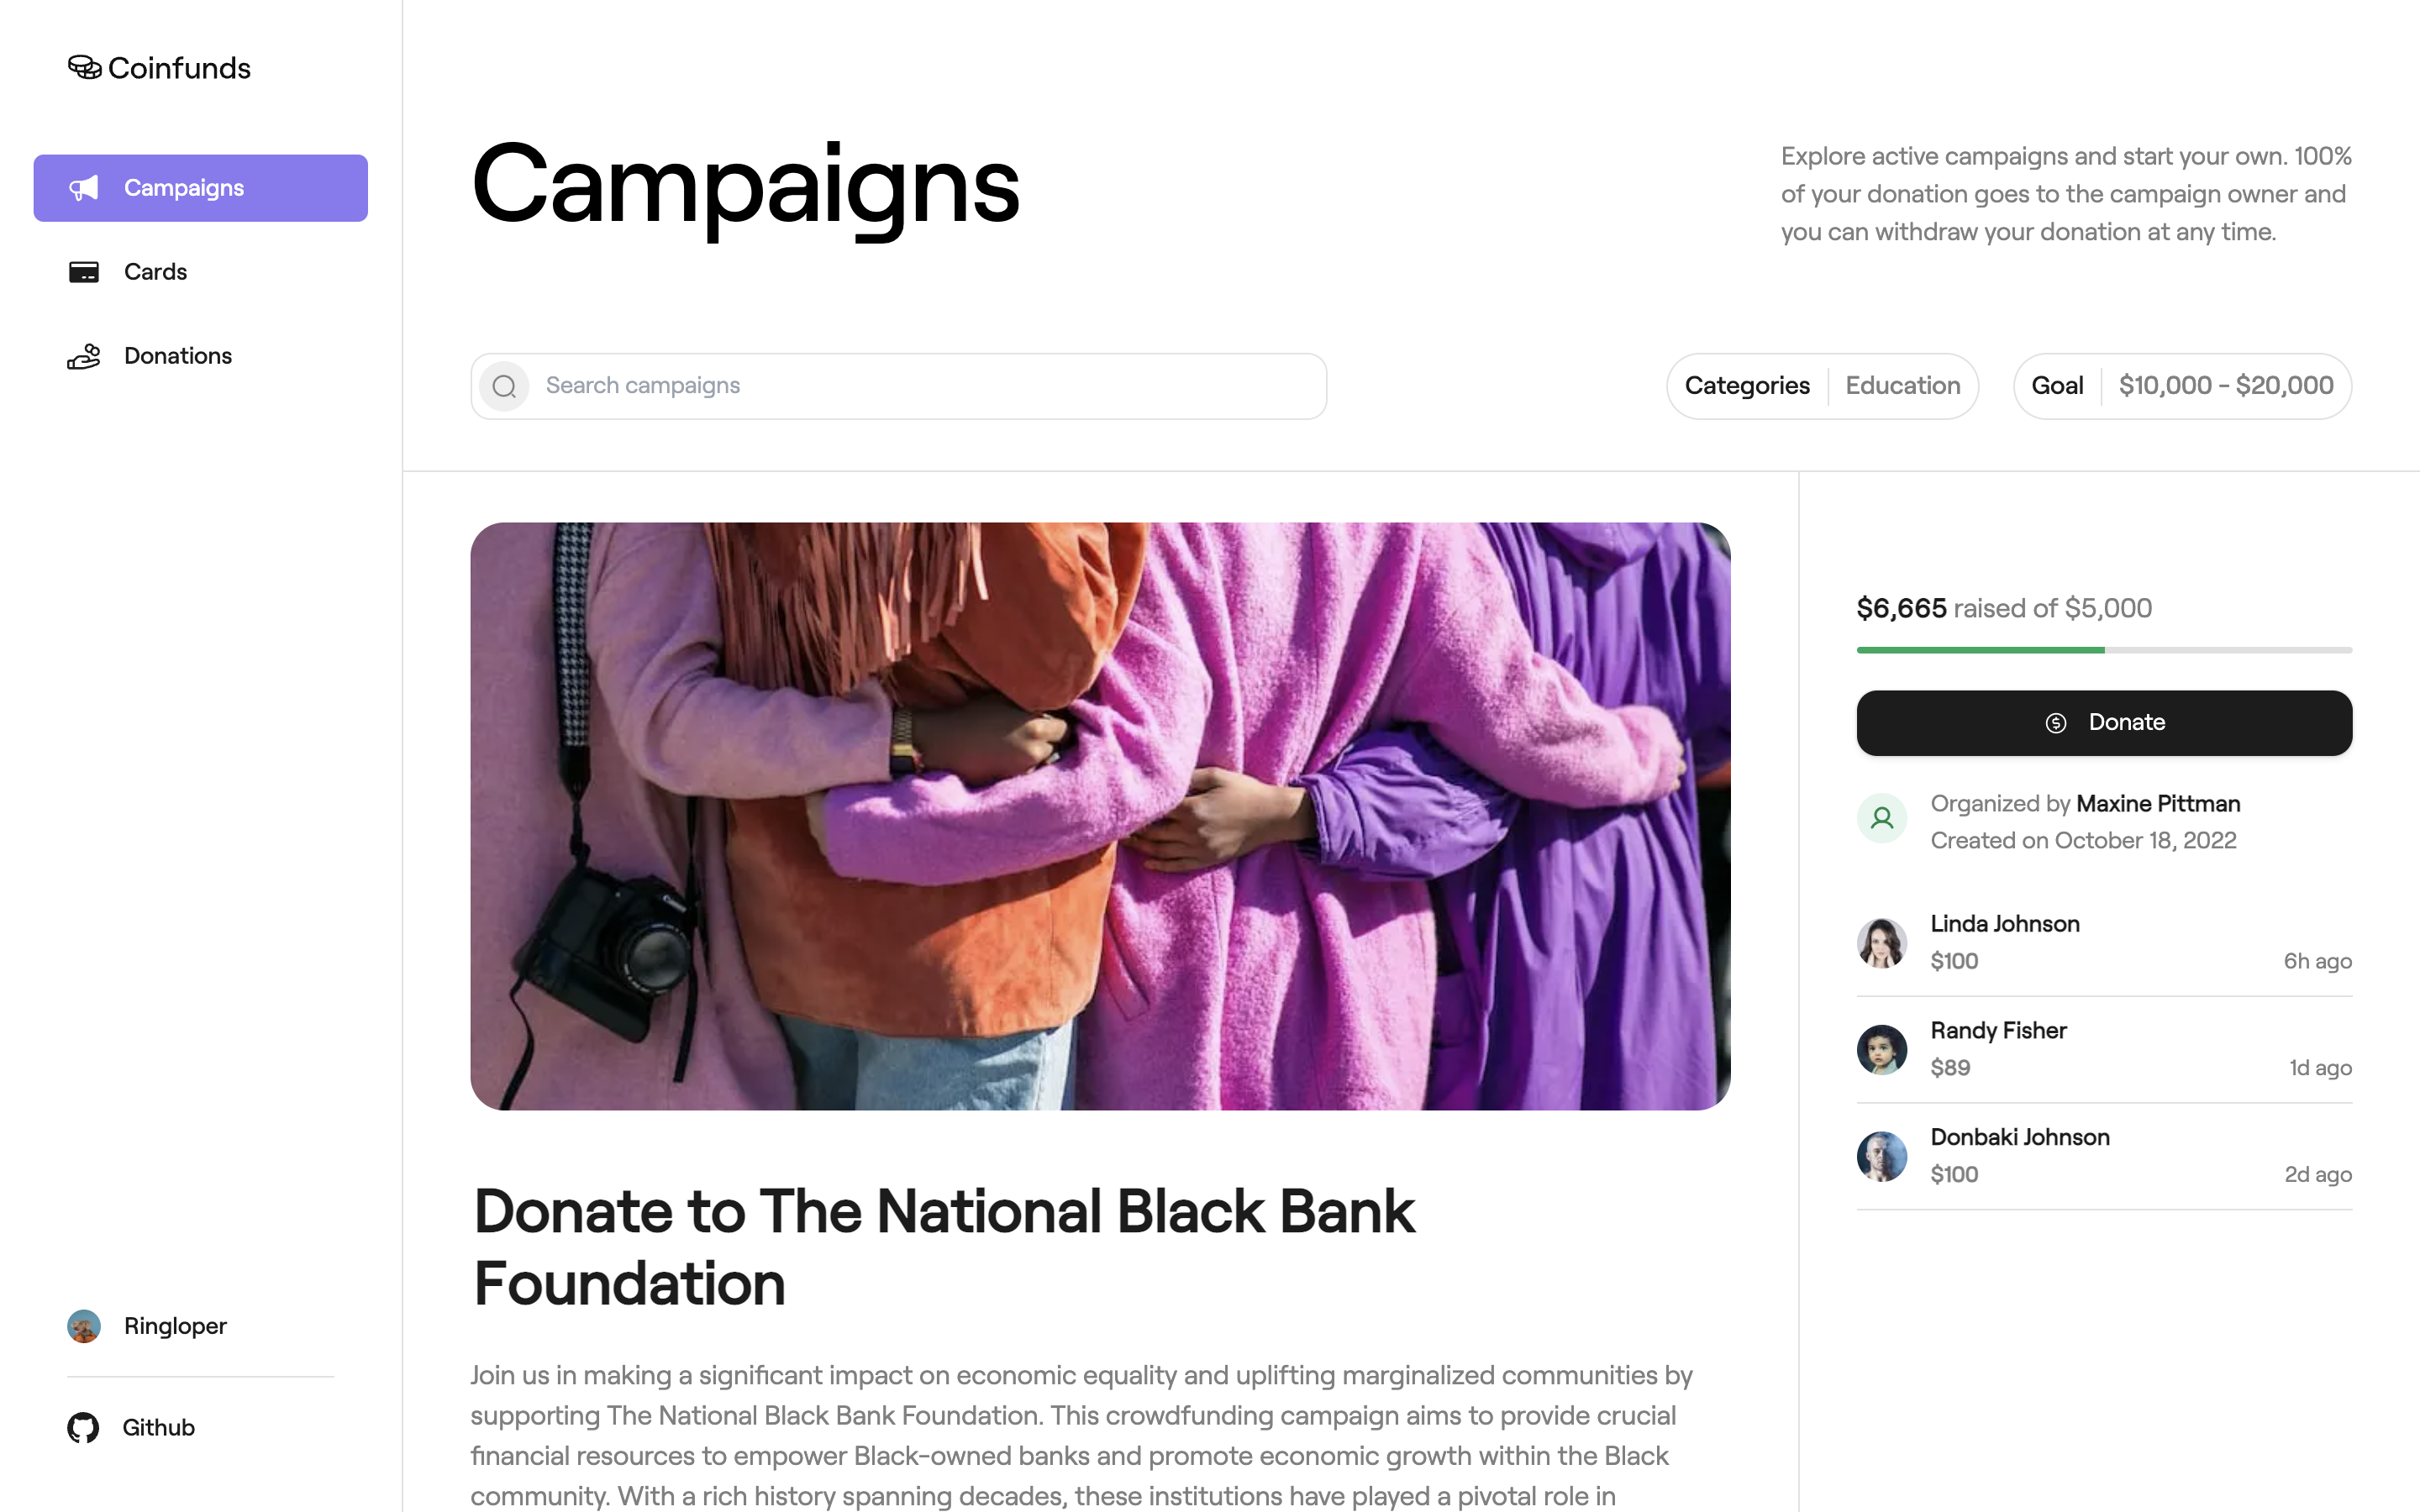 Coinfunds
Campaigns
Cards
Donations
Ringloper
Github
Campaigns
Explore active campaigns and start your own. 100%
of your donation goes to the campaign owner and
you can withdraw your donation at any time.
Search campaigns
Categories Education
Goal $10,000 - $20,000
Canon
Donate to The National Black Bank
Foundation
Join us in making a significant impact on economic equality and uplifting marginalized communities by
supporting The National Black Bank Foundation. This crowdfunding campaign aims to provide crucial
financial resources to empower Black-owned banks and promote economic growth within the Black
community. With a rich history spanning decades, these institutions have played a pivotal role in
$6,665 raised of $5,000
Donate
Organized by Maxine Pittman
Created on October 18, 2022
Linda Johnson
$100 6h ago
Randy Fisher
$89 1d ago
Donbaki Johnson
$100 2d ago